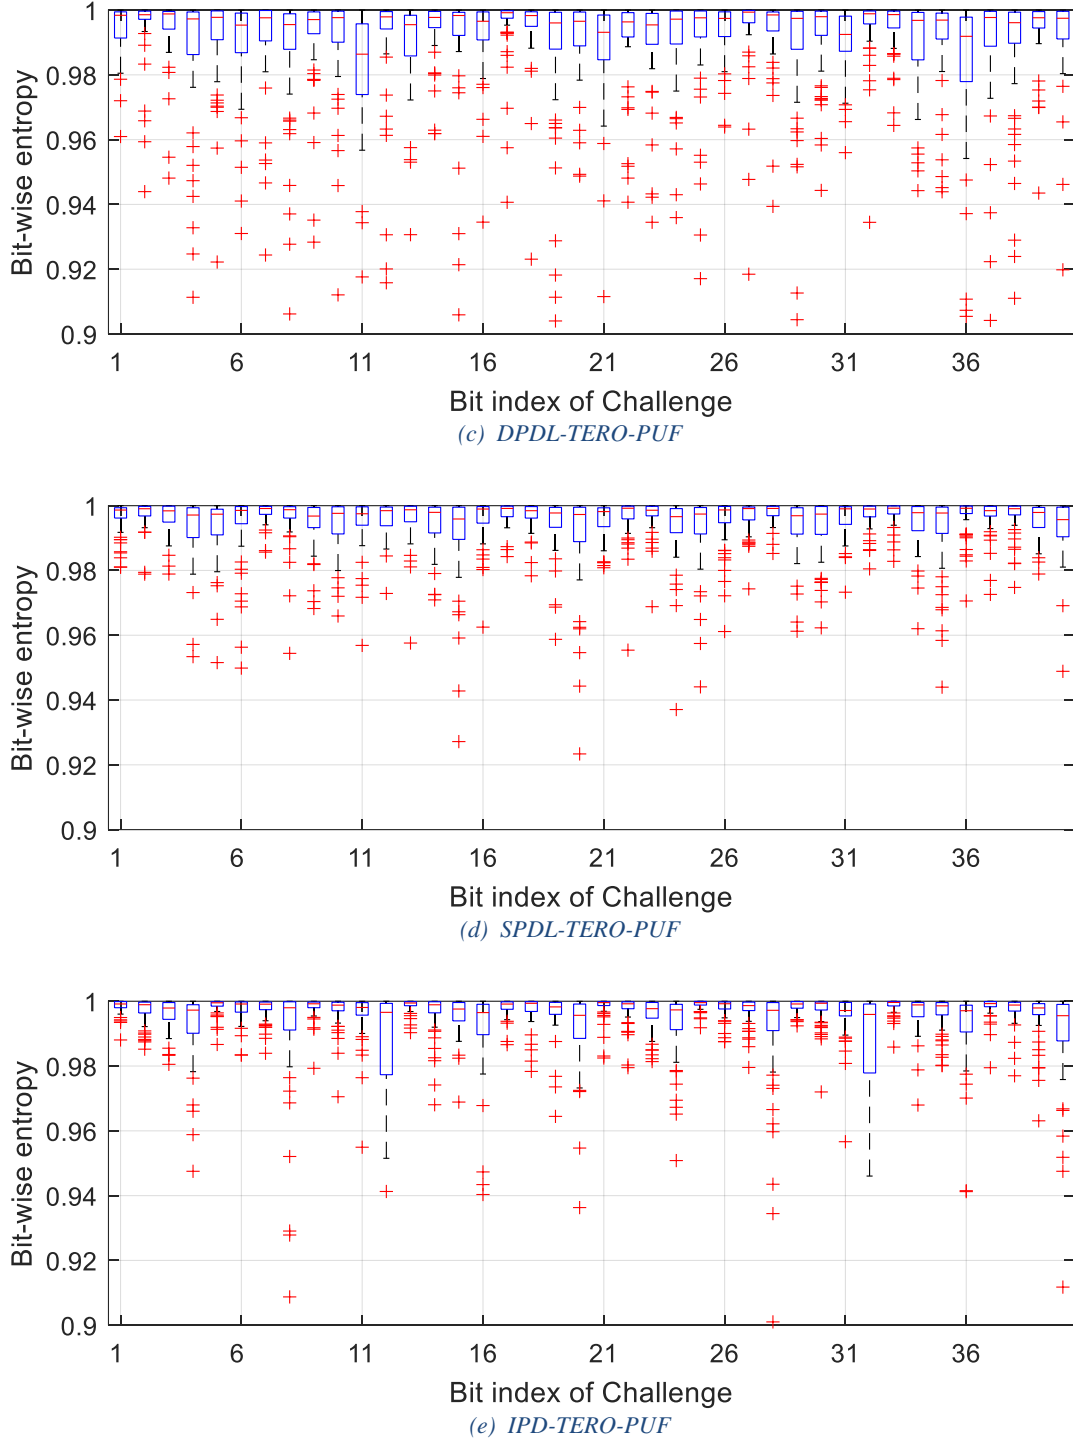 1
0.98
0.96
0.94
0.92
0.9
Bit-wise entropy
1 6 11 16 21 26 31 36
Bit index of Challenge
(c) DPDL-TERO-PUF
1
0.98
0.96
0.94
0.92
0.9
Bit-wise entropy
1 6 11 16 21 26 31 36
Bit index of Challenge
(d) SPDL-TERO-PUF
1
0.98
0.96
0.94
0.92
0.9
Bit-wise entropy
1 6 11 16 21 26 31 36
Bit index of Challenge
(e) IPD-TERO-PUF